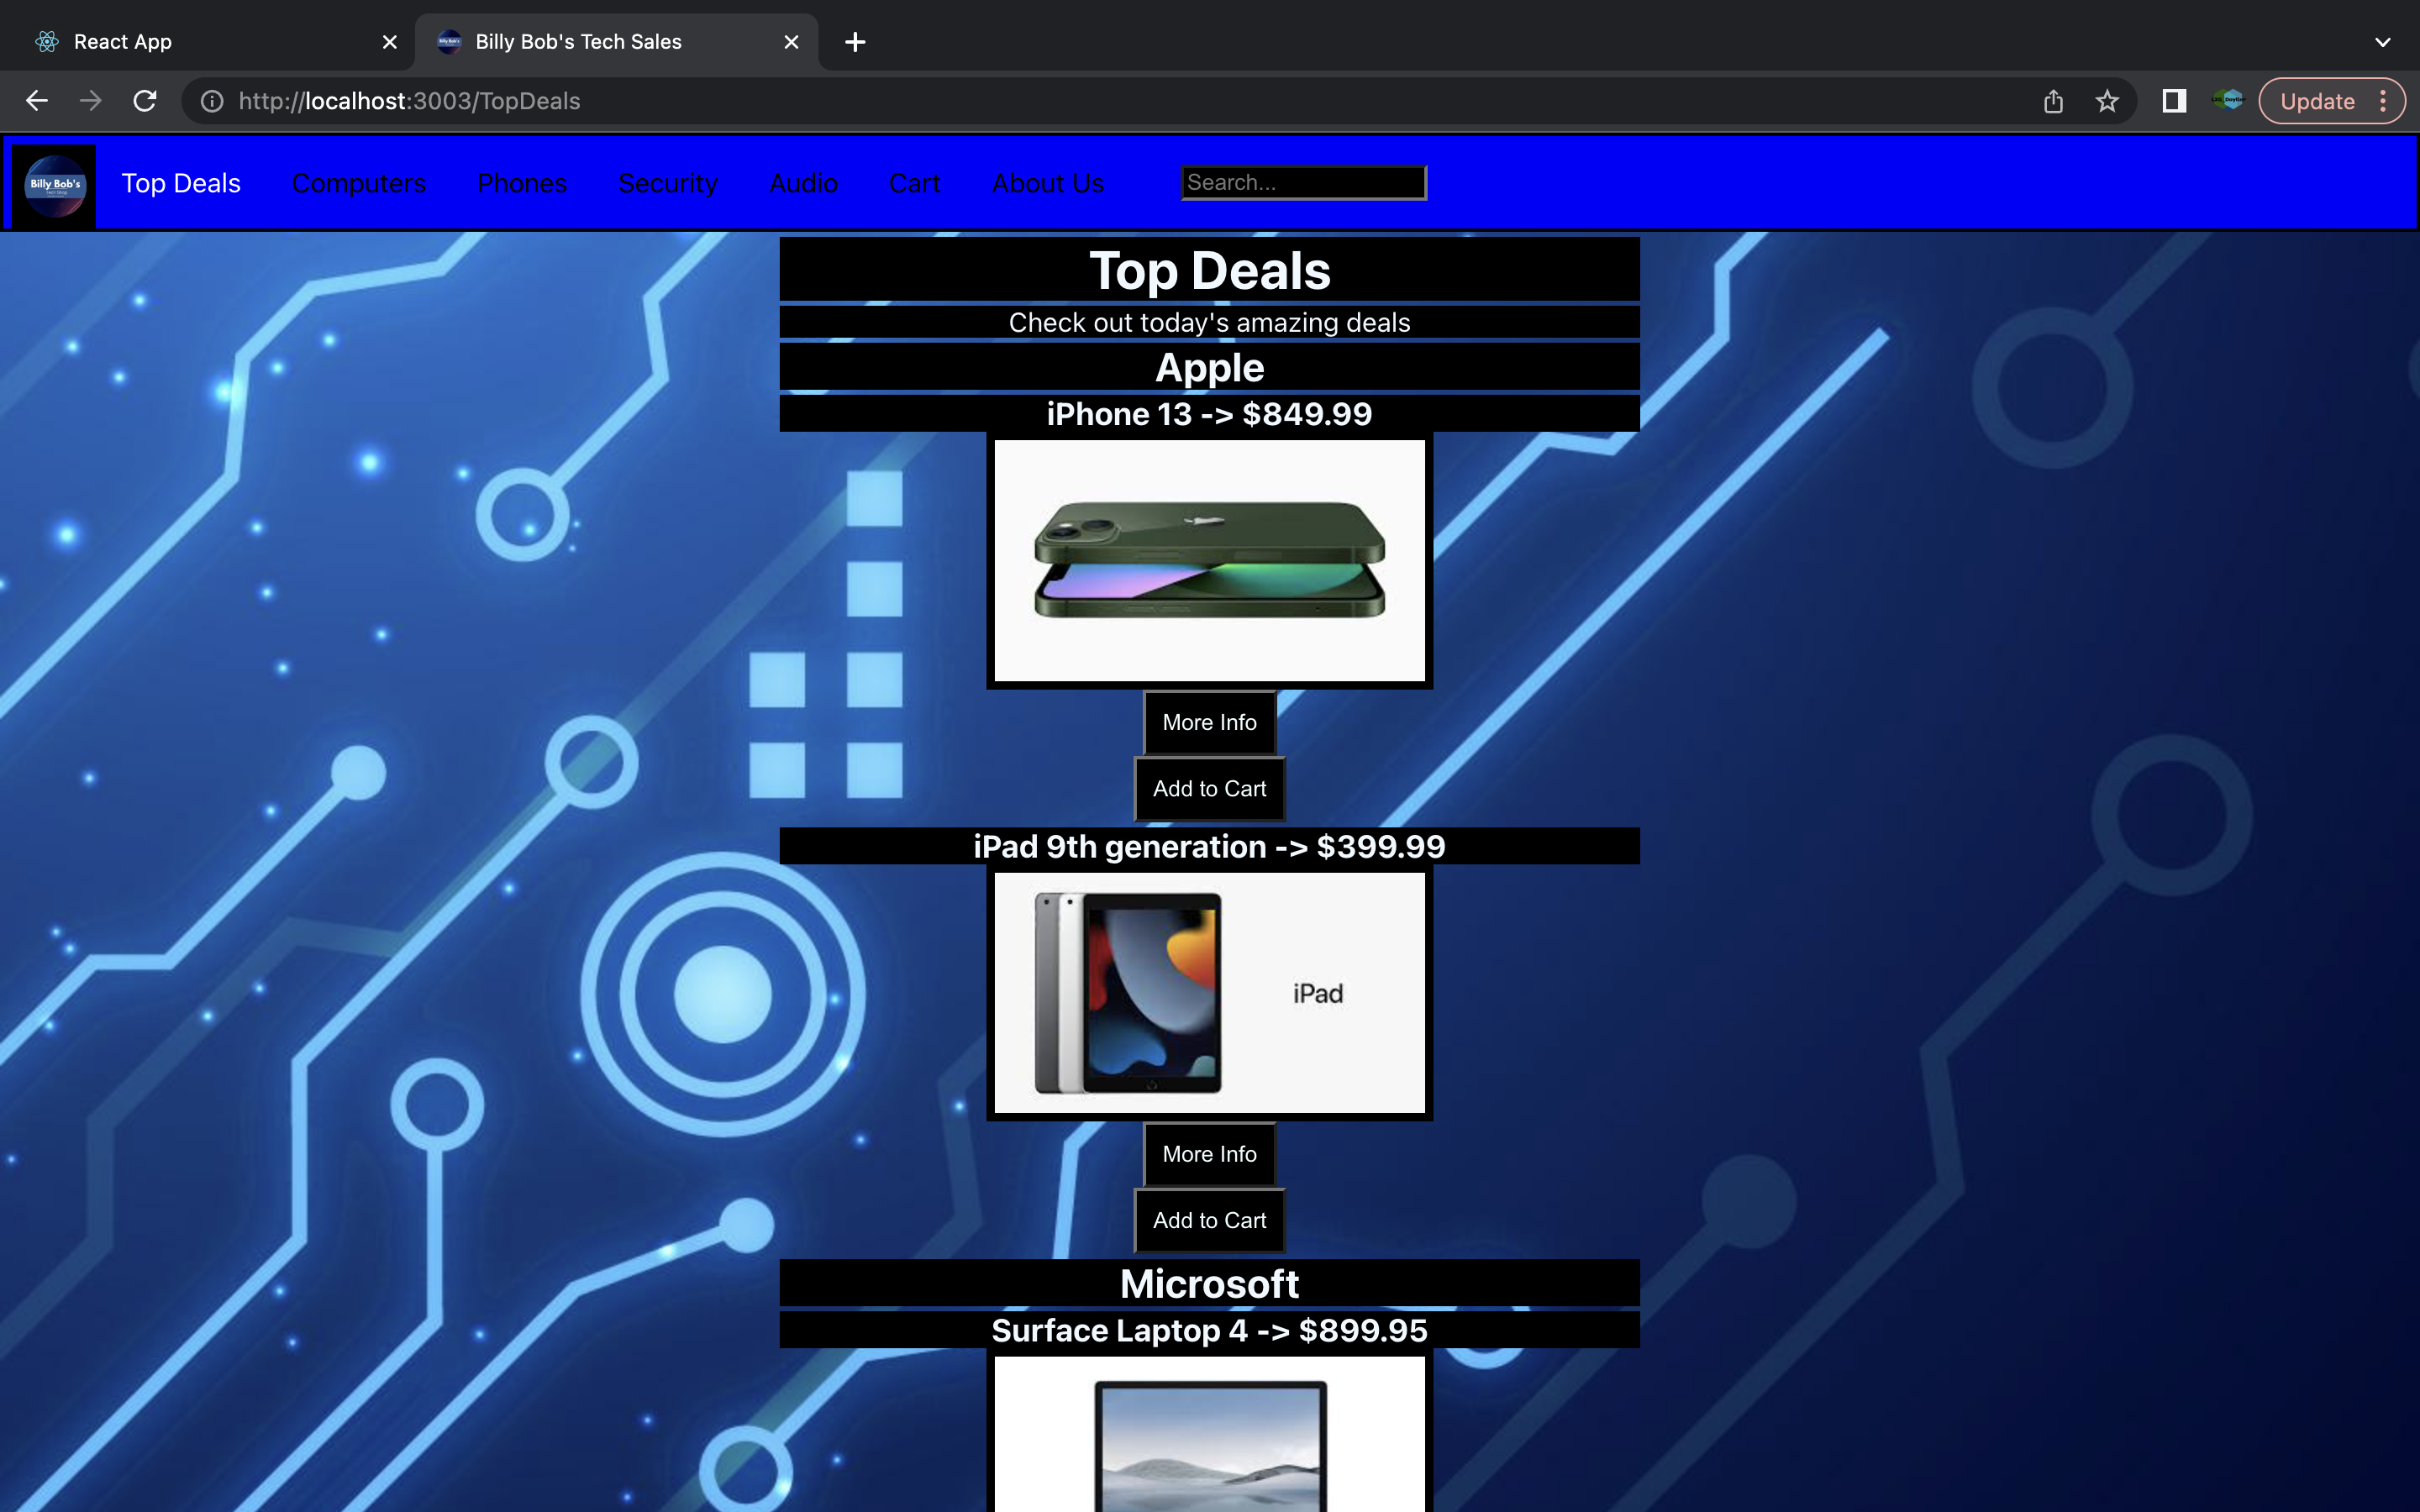 React App
Billy Bob's Tech Sales
http://localhost:3003/TopDeals
Update
Billy Bob's
Top Deals Computers Phones Security Audio Cart About Us Search...
Top Deals
Check out today's amazing deals
Apple
iPhone 13 -> $849.99
More Info
Add to Cart
iPad 9th generation -> $399.99
iPad
More Info
Add to Cart
Microsoft
Surface Laptop 4 -> $899.95